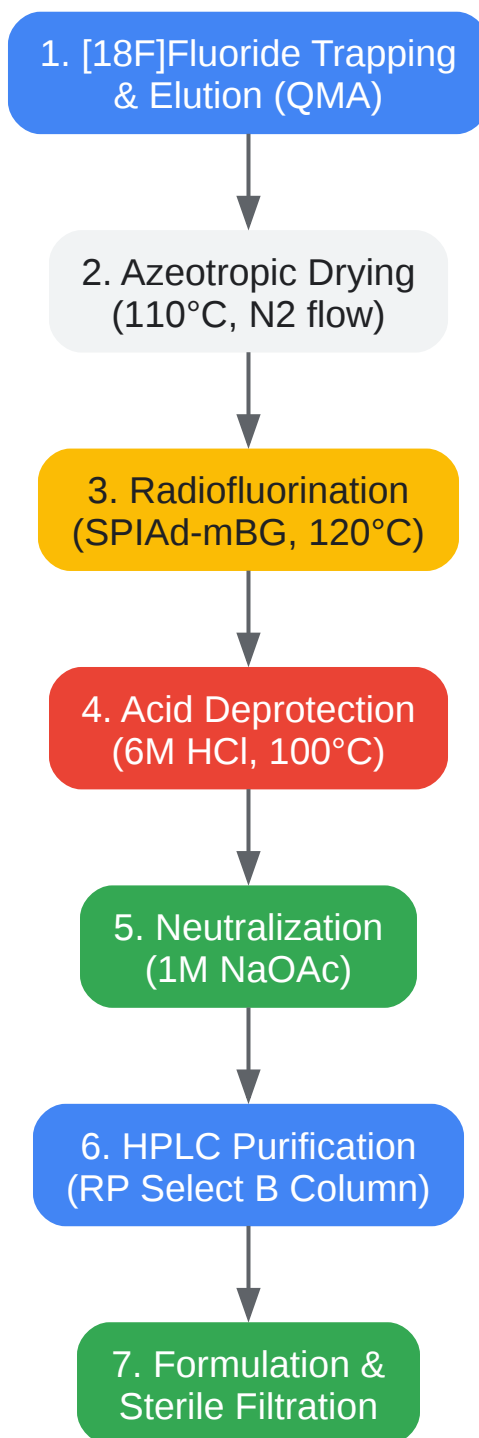 1. [18F]Fluoride Trapping
& Elution (QMA)
2. Azeotropic Drying
(110°C, N2 flow)
3. Radiofluorination
(SPIAd-mBG, 120°C)
4. Acid Deprotection
(6M HCl, 100°C)
5. Neutralization
(1M NaOAc)
6. HPLC Purification
(RP Select B Column)
7. Formulation &
Sterile Filtration